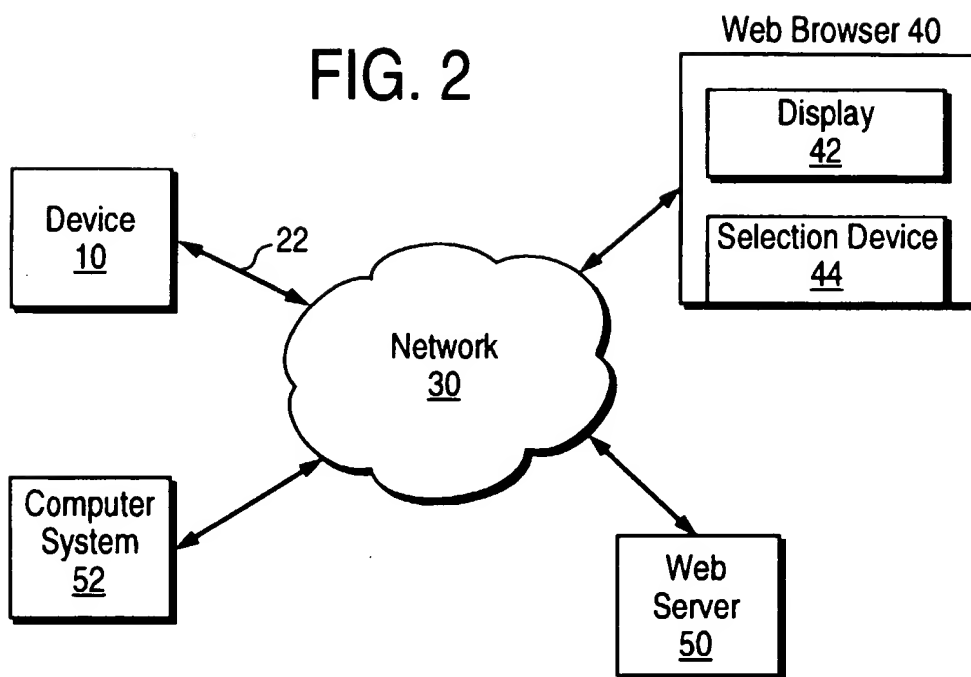 FIG. 2
Web Browser 40
Display
42
Selection Device
44
Device
10
22
Network
30
Computer
System
52
Web
Server
50